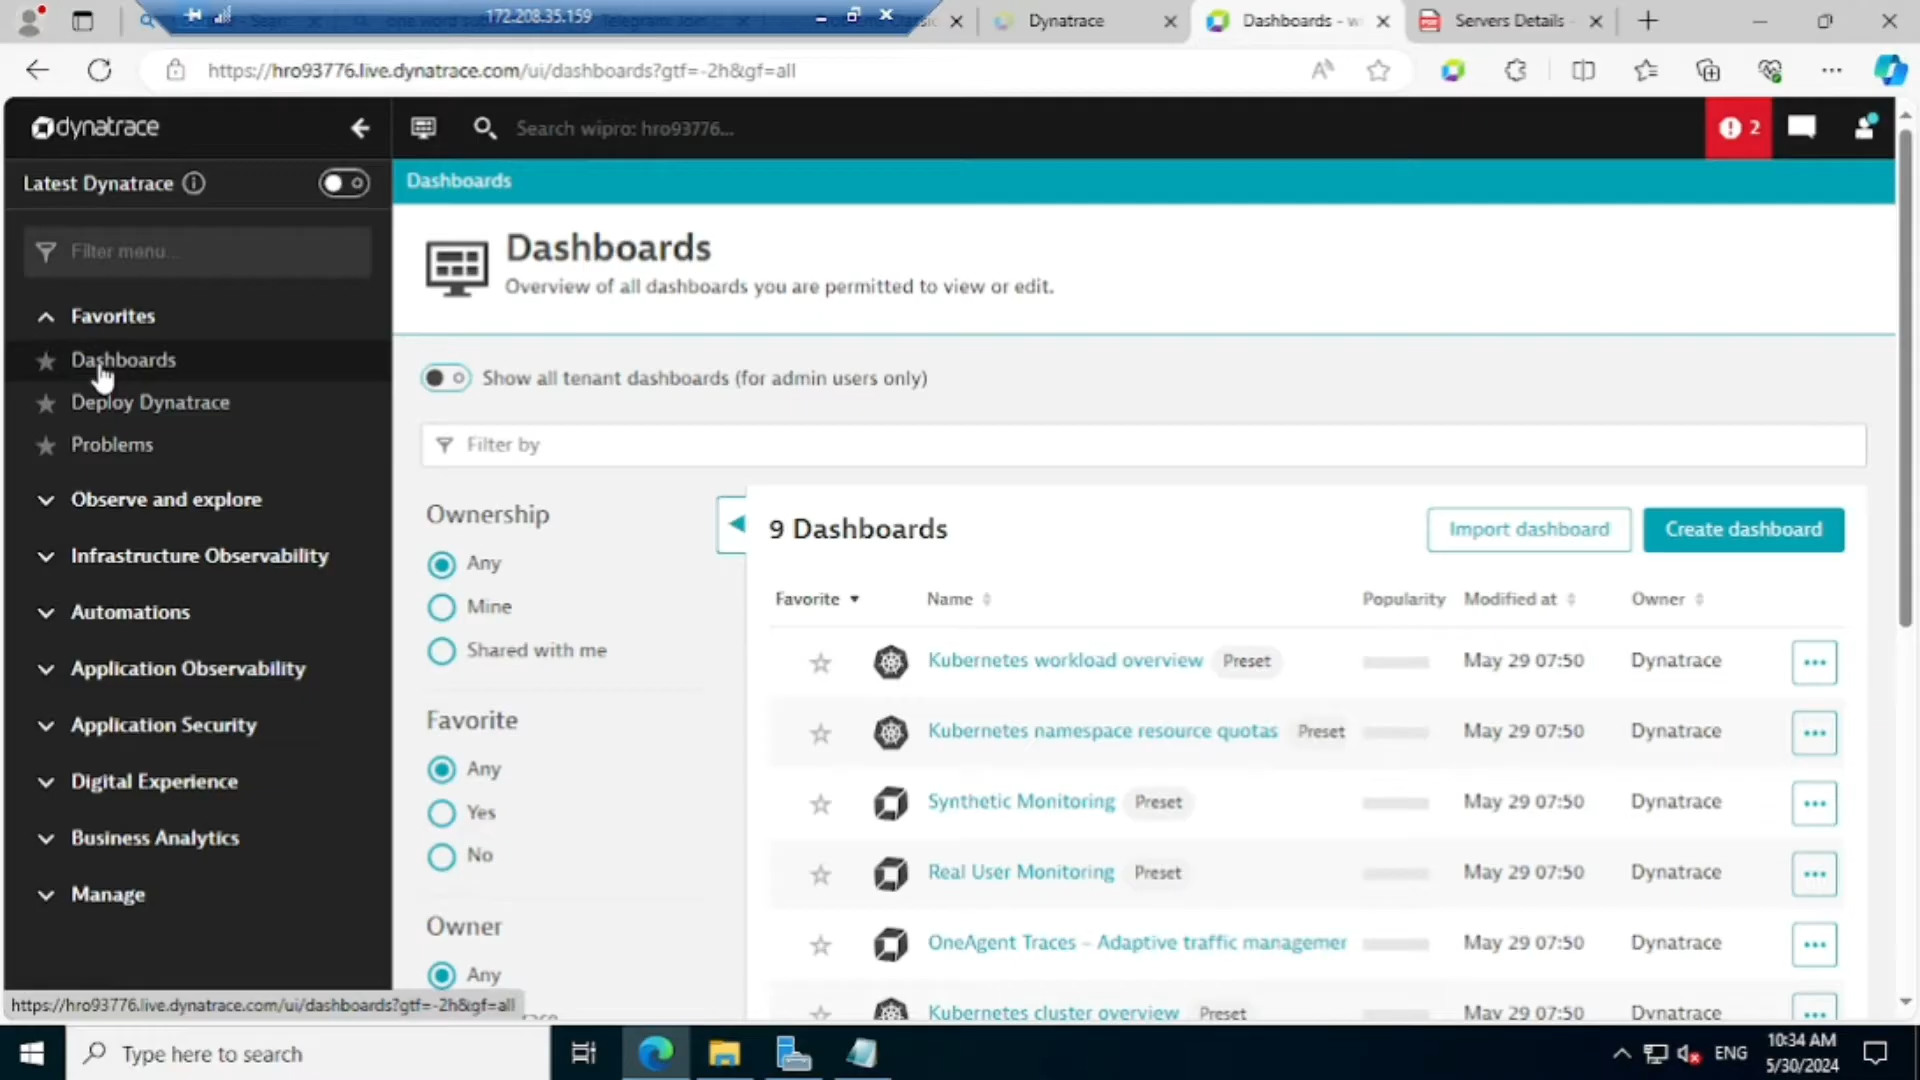 172.208.35.159
Dynatrace
Dashboards - w
Servers Details
https://hro93776.live.dynatrace.com/ui/dashboards?gtf=-2h&gf=all
dynatrace
Search wipro: hro93776...
2
Latest Dynatrace
Dashboards
Filter menu...
Dashboards
Overview of all dashboards you are permitted to view or edit.
Favorites
Dashboards
Deploy Dynatrace
Problems
Observe and explore
Infrastructure Observability
Automations
Application Observability
Application Security
Digital Experience
Business Analytics
Manage
Show all tenant dashboards (for admin users only)
Filter by
Ownership
Any
Mine
Shared with me
Favorite
Any
Yes
No
Owner
Any
9 Dashboards
Import dashboard
Create dashboard
Favorite Name Popularity Modified at Owner
Kubernetes workload overview Preset May 29 07:50 Dynatrace
Kubernetes namespace resource quotas Preset May 29 07:50 Dynatrace
Synthetic Monitoring Preset May 29 07:50 Dynatrace
Real User Monitoring Preset May 29 07:50 Dynatrace
OneAgent Traces - Adaptive traffic managemer May 29 07:50 Dynatrace
Kubernetes cluster overview Preset May 29 07:50 Dynatrace
https://hro93776.live.dynatrace.com/ui/dashboards?gtf=-2h&gf=all
Type here to search
ENG
10:34 AM
5/30/2024